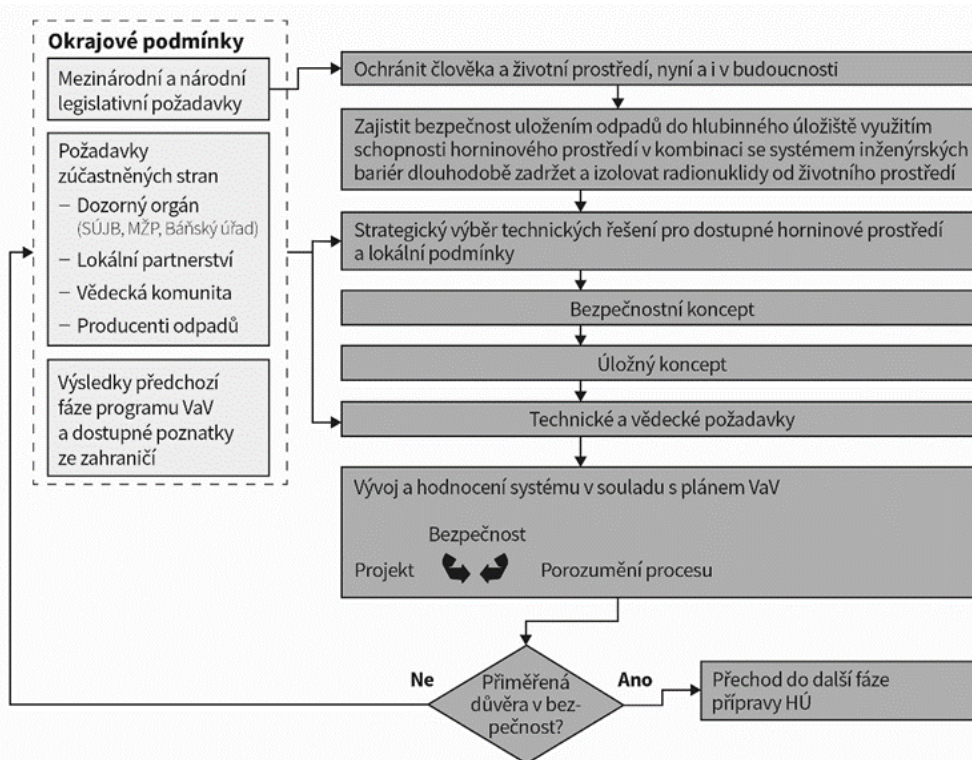 Okrajové podmínky
Mezinárodní a národní
legislativní požadavky
Požadavky
zúčastněných stran
– Dozorný orgán
(SÚJB, MŽP, Báňský úřad)
– Lokální partnerství
– Vědecká komunita
– Producenti odpadů
Výsledky předchozí
fáze programu VaV
a dostupné poznatky
ze zahraničí
Ochránit člověka a životní prostředí, nyní a i v budoucnosti
Zajistit bezpečnost uložením odpadů do hlubinného úložiště využitím
schopnosti horninového prostředí v kombinaci se systémem inženýrských
bariér dlouhodobě zadržet a izolovat radionuklidy od životního prostředí
Strategický výběr technických řešení pro dostupné horninové prostředí
a lokální podmínky
Bezpečnostní koncept
Úložný koncept
Technické a vědecké požadavky
Vývoj a hodnocení systému v souladu s plánem VaV
Bezpečnost
Projekt
Porozumění procesu
Ne
Přiměřená
důvěra v bez-
pečnost?
Ano
Přechod do další fáze
přípravy HÚ